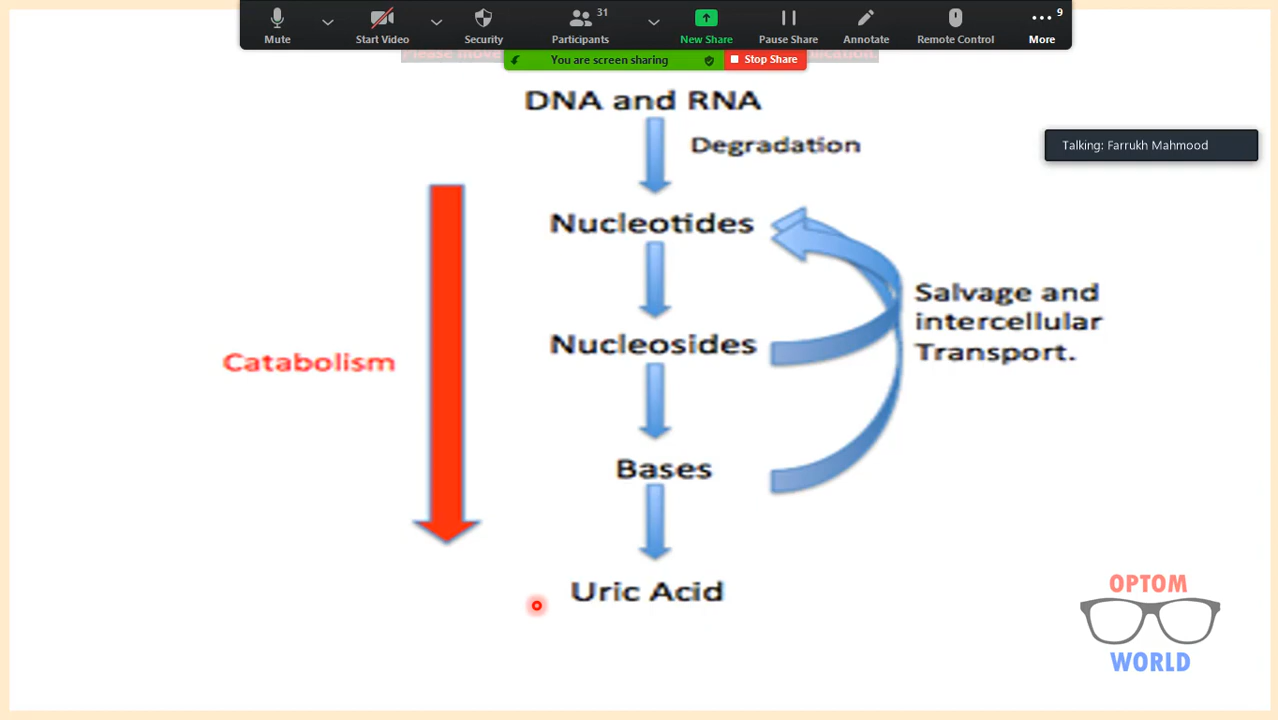 31
9
Mute
Start Video
Security
Participants
New Share
Pause Share
Annotate
Remote Control
More
Please move
You are screen sharing
Stop Share
DNA and RNA
Degradation
Talking: Farrukh Mahmood
Nucleotides
Salvage and
intercellular
Transport.
Nucleosides
Catabolism
Bases
Uric Acid
OPTOM
WORLD